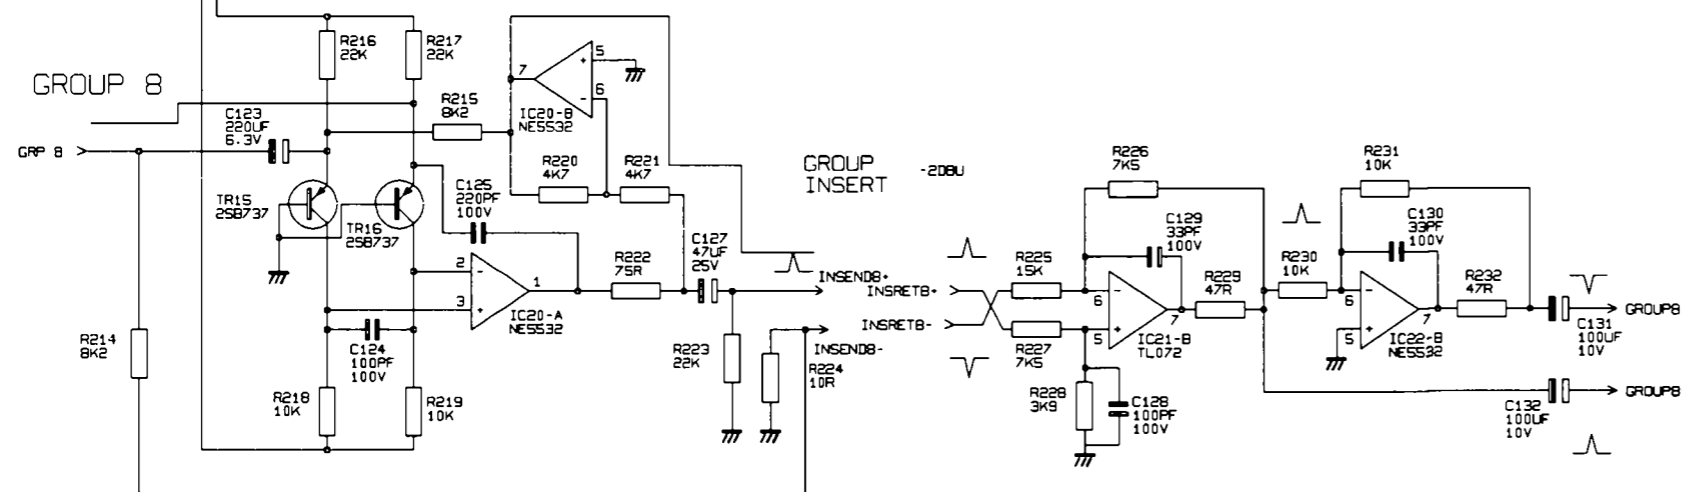 GROUP 8
R216
22K
R217
22K
C123
220UF
6.3V
GRP 8
R215
8K2
7
5
+
-
6
IC20-B
NE5532
R220
4K7
R221
4K7
TR15
2SB737
TR16
2SB737
C125
220PF
100V
R222
75R
C127
47UF
25V
2
-
3
+
1
IC20-A
NE5532
R214
8K2
C124
100PF
100V
R218
10K
R219
10K
R223
22K
R224
10R
GROUP
INSERT
-2DBU
INSEND8+
INSRET8+
INSRET8-
INSEND8-
R226
7K5
C129
33PF
100V
R225
15K
R227
7K5
6
-
5
+
7
IC21-B
TL072
R229
47R
R228
3K9
C128
100PF
100V
R231
10K
C130
33PF
100V
R230
10K
6
-
5
+
7
IC22-B
NE5532
R232
47R
C131
100UF
10V
GROUP8
C132
100UF
10V
GROUP8